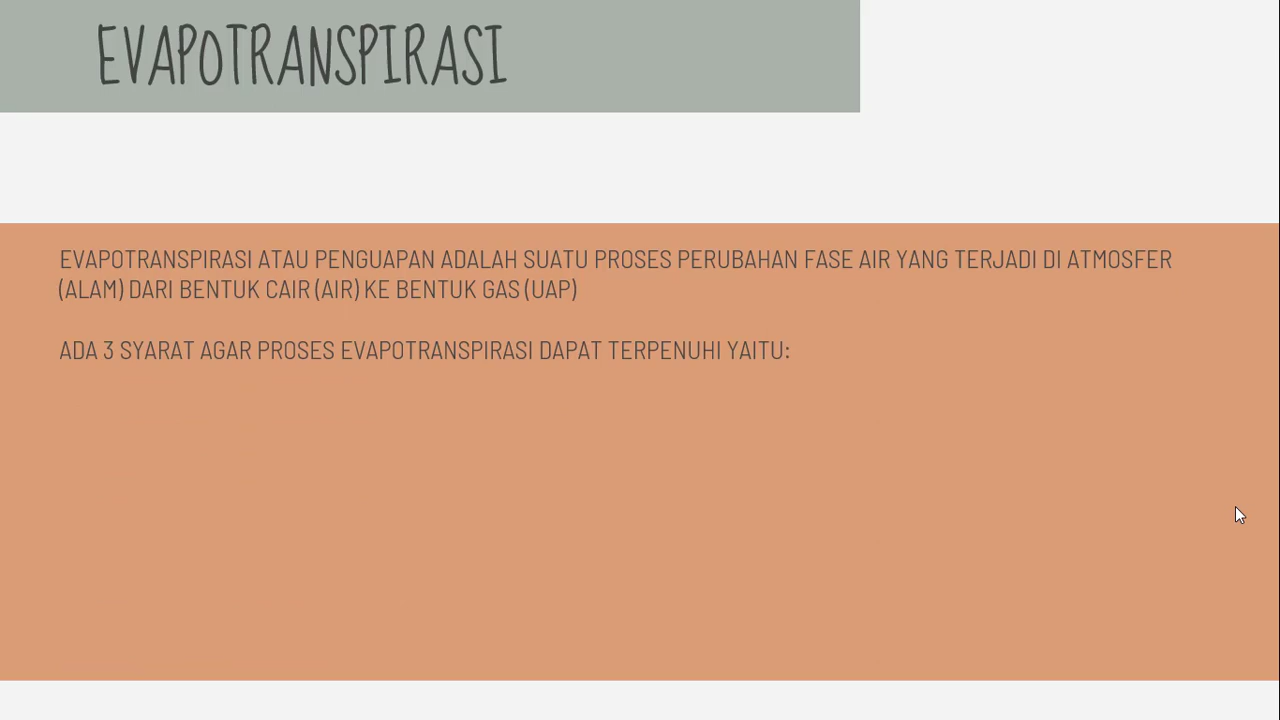 EVAPOTRANSPIRASI
EVAPOTRANSPIRASI ATAU PENGUAPAN ADALAH SUATU PROSES PERUBAHAN FASE AIR YANG TERJADI DI ATMOSFER
(ALAM) DARI BENTUK CAIR (AIR) KE BENTUK GAS (UAP)
ADA 3 SYARAT AGAR PROSES EVAPOTRANSPIRASI DAPAT TERPENUHI YAITU: